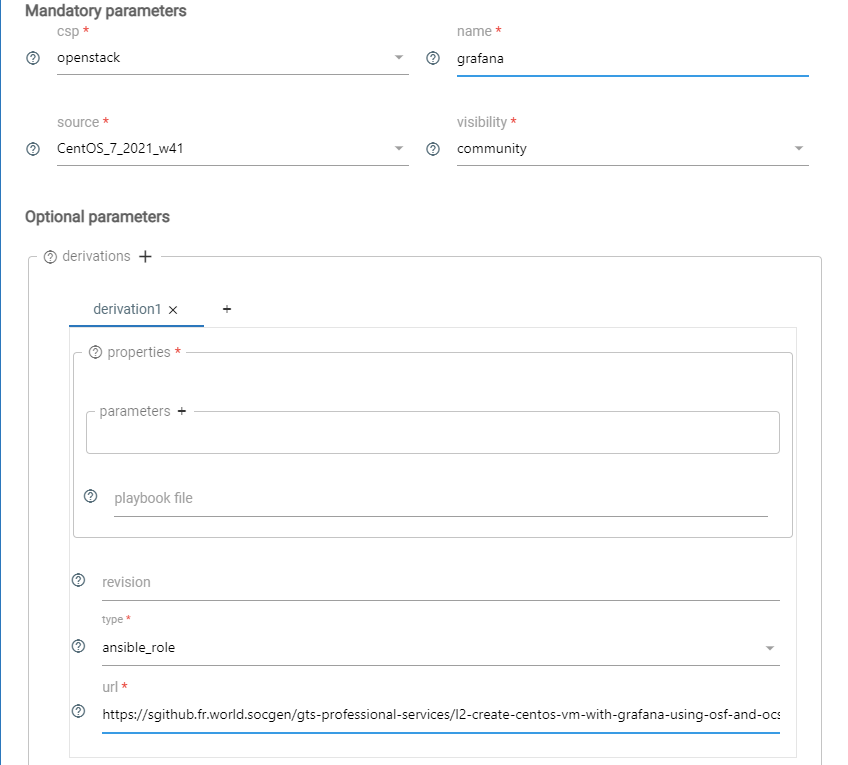 Mandatory parameters
csp * name *
openstack grafana
source * visibility *
CentOS_7_2021_w41 community
Optional parameters
derivations +
derivation1 × +
properties *
parameters +
playbook file
revision
type *
ansible_role
url *
https://sgithub.fr.world.socgen/gts-professional-services/l2-create-centos-vm-with-grafana-using-osf-and-ocs